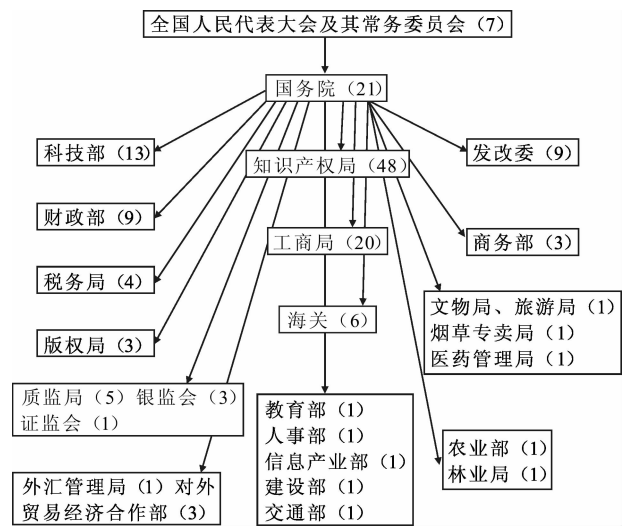 全国人民代表大会及其常务委员会（7）
国务院（21）
科技部（13）
知识产权局（48）
发改委（9）
财政部（9）
工商局（20）
商务部（3）
税务局（4）
海关（6）
文物局、旅游局（1）
烟草专卖局（1）
医药管理局（1）
版权局（3）
质监局（5）银监会（3）
证监会（1）
教育部（1）
人事部（1）
信息产业部（1）
建设部（1）
交通部（1）
农业部（1）
林业局（1）
外汇管理局（1）对外
贸易经济合作部（3）